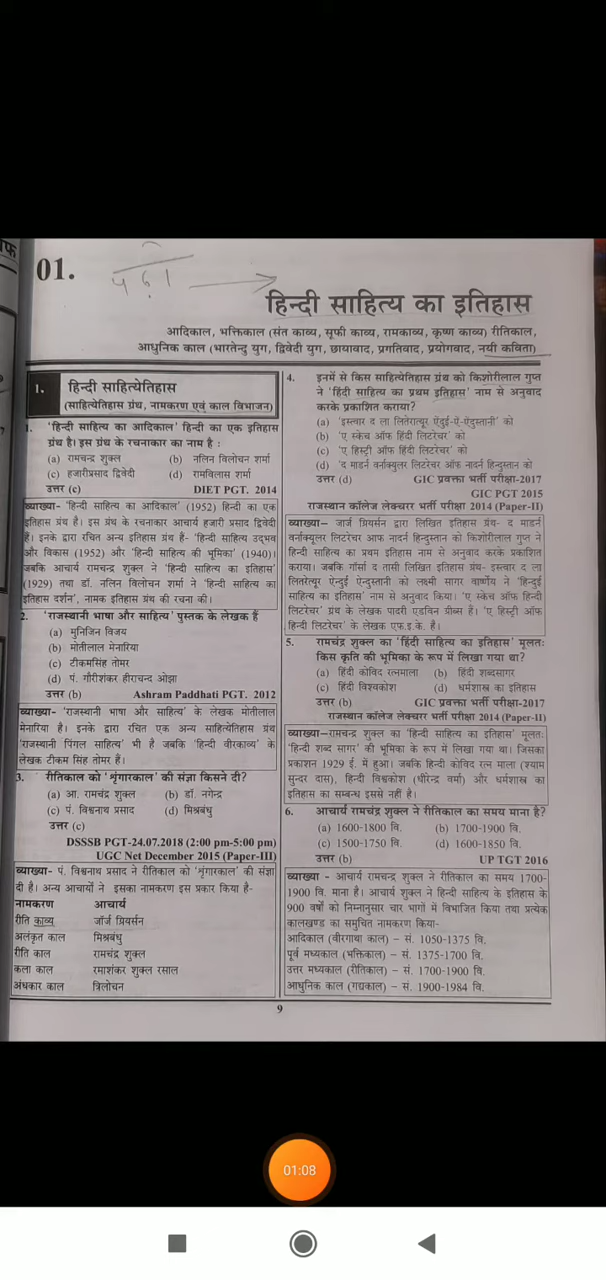 01.
पढ़ा
हिन्दी साहित्य का इतिहास
आदिकाल, भक्तिकाल (संत काव्य, सूफी काव्य, रामकाव्य, कृष्ण काव्य) रीतिकाल,
आधुनिक काल (भारतेन्दु युग, द्विवेदी युग, छायावाद, प्रगतिवाद, प्रयोगवाद, नयी कविता)
1. हिन्दी साहित्येतिहास
(साहित्येतिहास ग्रंथ, नामकरण एवं काल विभाजन)
1. 'हिन्दी साहित्य का आदिकाल' हिन्दी का एक इतिहास
ग्रंथ है। इस ग्रंथ के रचनाकार का नाम है :
(a) रामचन्द्र शुक्ल (b) नलिन विलोचन शर्मा
(c) हजारीप्रसाद द्विवेदी (d) रामविलास शर्मा
उत्तर (c) DIET PGT. 2014
व्याख्या- 'हिन्दी साहित्य का आदिकाल' (1952) हिन्दी का एक
इतिहास ग्रंथ है। इस ग्रंथ के रचनाकार आचार्य हजारी प्रसाद द्विवेदी
हैं। इनके द्वारा रचित अन्य इतिहास ग्रंथ हैं- 'हिन्दी साहित्य उद्‌भव
और विकास (1952) और 'हिन्दी साहित्य की भूमिका' (1940)।
जबकि आचार्य रामचन्द्र शुक्ल ने 'हिन्दी साहित्य का इतिहास'
(1929) तथा डॉ. नलिन विलोचन शर्मा ने 'हिन्दी साहित्य का
इतिहास दर्शन', नामक इतिहास ग्रंथ की रचना की।
2. 'राजस्थानी भाषा और साहित्य' पुस्तक के लेखक हैं
(a) मुनिजिन विजय
(b) मोतीलाल मेनारिया
(c) टीकमसिंह तोमर
(d) पं. गौरीशंकर हीराचन्द ओझा
उत्तर (b) Ashram Paddhati PGT. 2012
व्याख्या- 'राजस्थानी भाषा और साहित्य' के लेखक मोतीलाल
मेनारिया है। इनके द्वारा रचित एक अन्य साहित्येतिहास ग्रंथ
'राजस्थानी पिंगल साहित्य' भी है जबकि 'हिन्दी वीरकाव्य' के
लेखक टीकम सिंह तोमर हैं।
3. रीतिकाल को 'शृंगारकाल' की संज्ञा किसने दी?
(a) आ. रामचंद्र शुक्ल (b) डॉ. नगेन्द्र
(c) पं. विश्वनाथ प्रसाद (d) मिश्रबंधु
उत्तर (c)
DSSSB PGT-24.07.2018 (2:00 pm-5:00 pm)
UGC Net December 2015 (Paper-III)
व्याख्या- पं. विश्वनाथ प्रसाद ने रीतिकाल को 'शृंगारकाल' की संज्ञा
दी है। अन्य आचार्यो ने इसका नामकरण इस प्रकार किया है-
नामकरण आचार्य
रीति काव्य जॉर्ज ग्रियर्सन
अलंकृत काल मिश्रबंधु
रीति काल रामचंद्र शुक्ल
कला काल रमाशंकर शुक्ल रसाल
अंधकार काल त्रिलोचन
4. इनमें से किस साहित्येतिहास ग्रंथ को किशोरीलाल गुप्त
ने 'हिंदी साहित्य का प्रथम इतिहास' नाम से अनुवाद
करके प्रकाशित कराया?
(a) 'इस्त्वार द ला लितेरात्यूर ऐंदुई-ऐं-ऐंदुस्तानी' को
(b) 'ए स्केच ऑफ हिंदी लिटरेचर' को
(c) 'ए हिस्ट्री ऑफ हिंदी लिटरेचर' को
(d) 'द मार्डन वर्नाक्युलर लिटरेचर ऑफ नादर्न हिन्दुस्तान को
उत्तर (d) GIC प्रवक्ता भर्ती परीक्षा-2017
GIC PGT 2015
राजस्थान कॉलेज लेक्चरर भर्ती परीक्षा 2014 (Paper-II)
व्याख्या– जार्ज ग्रियर्सन द्वारा लिखित इतिहास ग्रंथ- द मार्डन
वर्नाक्यूलर लिटरेचर आफ नादर्न हिन्दुस्तान को किशोरीलाल गुप्त ने
हिन्दी साहित्य का प्रथम इतिहास नाम से अनुवाद करके प्रकाशित
कराया। जबकि गॉर्सा द तासी लिखित इतिहास ग्रंथ- इस्त्वार द ला
लितरेत्यूर ऐन्दुई ऐन्दुस्तानी को लक्ष्मी सागर वार्ष्णेय ने 'हिन्दुई
साहित्य का इतिहास' नाम से अनुवाद किया। 'ए स्केच ऑफ हिन्दी
लिटरेचर' ग्रंथ के लेखक पादरी एडविन ग्रीब्स हैं। 'ए हिस्ट्री ऑफ
हिन्दी लिटरेचर' के लेखक एफ.इ.के. हैं।
5. रामचंद्र शुक्ल का 'हिंदी साहित्य का इतिहास' मूलतः
किस कृति की भूमिका के रूप में लिखा गया था?
(a) हिंदी कोविद रत्नमाला (b) हिंदी शब्दसागर
(c) हिंदी विश्वकोश (d) धर्मशास्त्र का इतिहास
उत्तर (b) GIC प्रवक्ता भर्ती परीक्षा-2017
राजस्थान कॉलेज लेक्चरर भर्ती परीक्षा 2014 (Paper-II)
व्याख्या–रामचन्द्र शुक्ल का 'हिन्दी साहित्य का इतिहास' मूलतः
'हिन्दी शब्द सागर' की भूमिका के रूप में लिखा गया था। जिसका
प्रकाशन 1929 ई. में हुआ। जबकि हिन्दी कोविद रत्न माला (श्याम
सुन्दर दास), हिन्दी विश्वकोश (धीरेन्द्र वर्मा) और धर्मशास्त्र का
इतिहास का सम्बन्ध इससे नहीं है।
6. आचार्य रामचंद्र शुक्ल ने रीतिकाल का समय माना है?
(a) 1600-1800 वि. (b) 1700-1900 वि.
(c) 1500-1750 वि. (d) 1600-1850 वि.
उत्तर (b) UP TGT 2016
व्याख्या - आचार्य रामचन्द्र शुक्ल ने रीतिकाल का समय 1700-
1900 वि. माना है। आचार्य शुक्ल ने हिन्दी साहित्य के इतिहास के
900 वर्षों को निम्नानुसार चार भागों में विभाजित किया तथा प्रत्येक
कालखण्ड का समुचित नामकरण किया-
आदिकाल (वीरगाथा काल) – सं. 1050-1375 वि.
पूर्व मध्यकाल (भक्तिकाल) – सं. 1375-1700 वि.
उत्तर मध्यकाल (रीतिकाल) – सं. 1700-1900 वि.
आधुनिक काल (गद्यकाल) – सं. 1900-1984 वि.
9
01:08